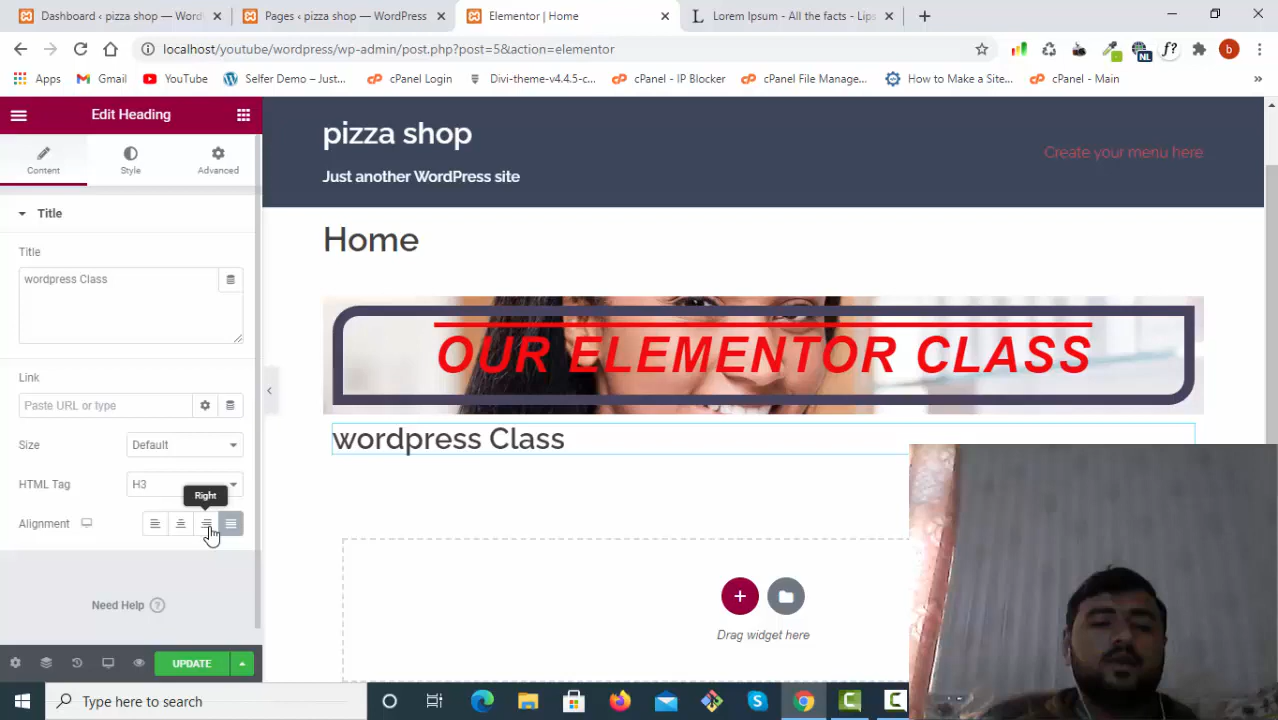 Dashboard ‹ pizza shop — Word
Pages ‹ pizza shop — WordPress
Elementor | Home
Lorem Ipsum - All the facts - Lips
localhost/youtube/wordpress/wp-admin/post.php?post=5&action=elementor
Apps
Gmail
YouTube
Selfer Demo – Just...
cPanel Login
Divi-theme-v4.4.5-c...
cPanel - IP Blocke...
cPanel File Manage...
How to Make a Site...
cPanel - Main
Edit Heading
Content
Style
Advanced
Title
Title
wordpress Class
Link
Paste URL or type
Size
Default
HTML Tag
H3
Right
Alignment
Need Help
UPDATE
pizza shop
Just another WordPress site
Create your menu here
Home
OUR ELEMENTOR CLASS
wordpress Class
Drag widget here
Type here to search